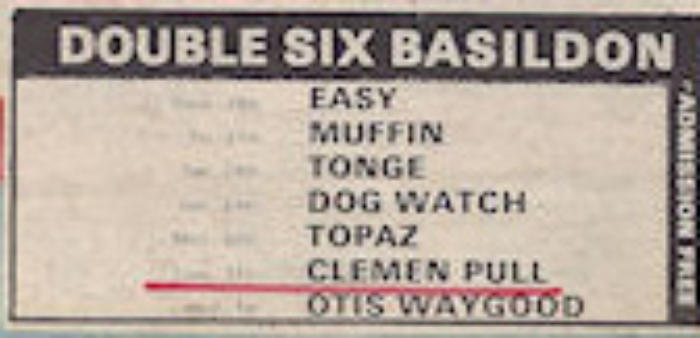 DOUBLE SIX BASILDON
EASY
MUFFIN
TONGE
DOG WATCH
TOPAZ
CLEMEN PULL
OTIS WAYGOOD
ADMISSION FREE